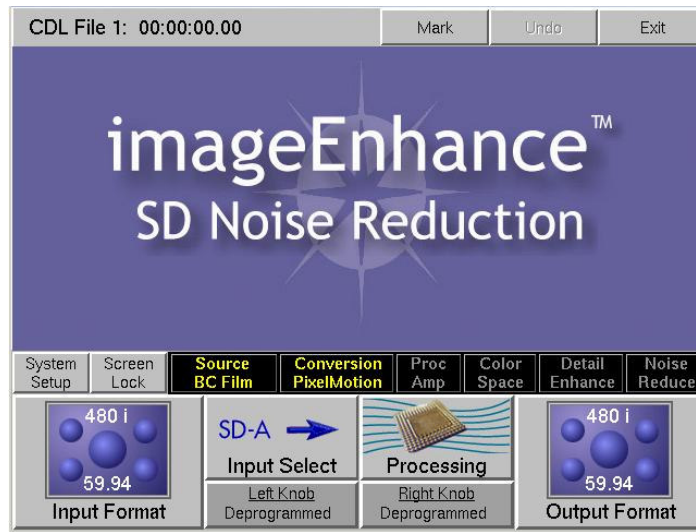 CDL File 1: 00:00:00.00 Mark Undo Exit
imageEnhance™
SD Noise Reduction
System Setup Screen Lock Source BC Film Conversion PixelMotion Proc Amp Color Space Detail Enhance Noise Reduce
480 i
59.94
Input Format
SD-A
Input Select
Left Knob
Deprogrammed
Processing
Right Knob
Deprogrammed
480 i
59.94
Output Format